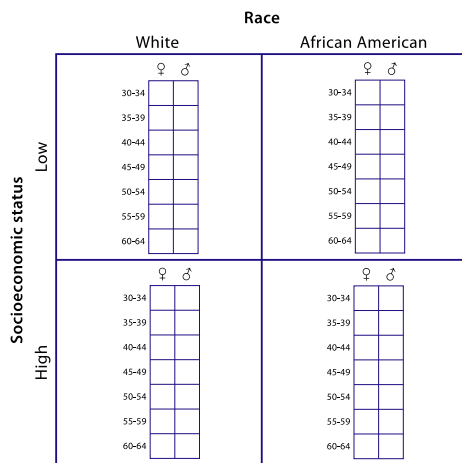 Race
White African American
Socioeconomic status
Low
♀ ♂ ♀ ♂
30-34 30-34
35-39 35-39
40-44 40-44
45-49 45-49
50-54 50-54
55-59 55-59
60-64 60-64
High
♀ ♂ ♀ ♂
30-34 30-34
35-39 35-39
40-44 40-44
45-49 45-49
50-54 50-54
55-59 55-59
60-64 60-64